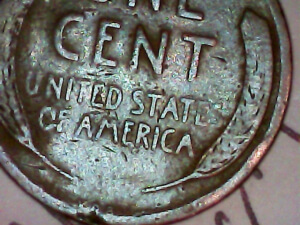 ONE
CENT
UNITED STATES
OF AMERICA